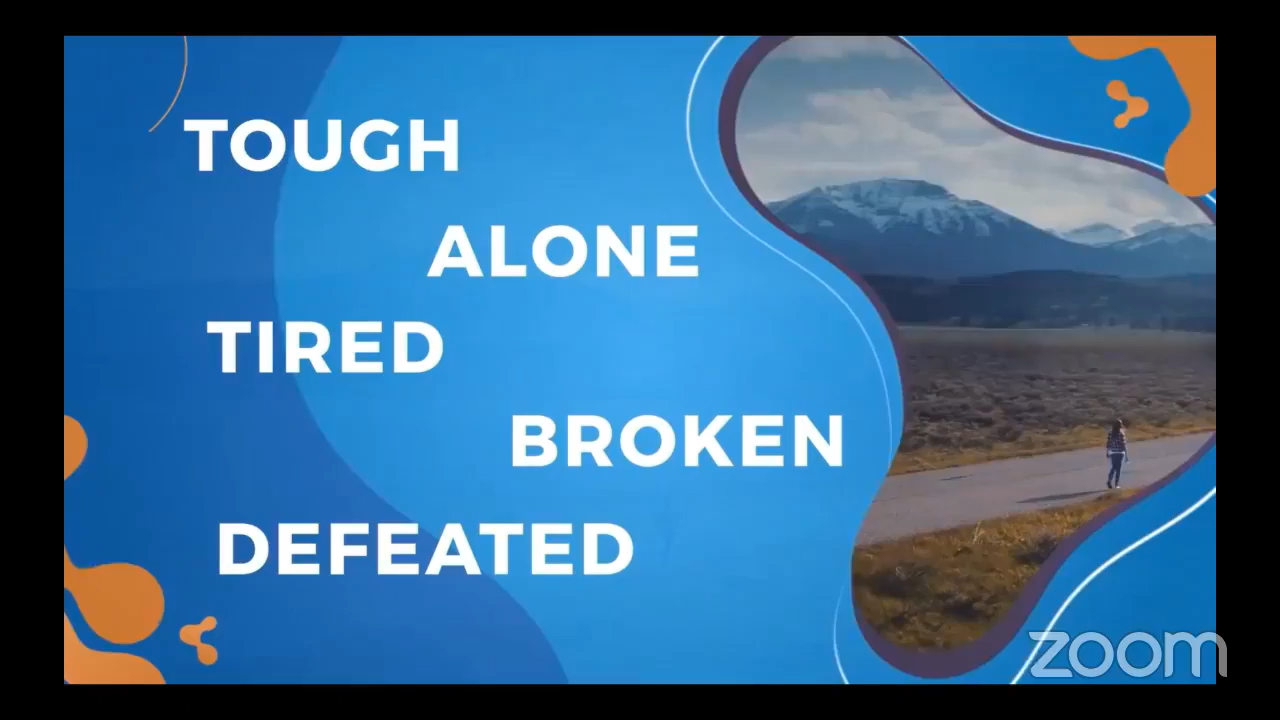 TOUGH
ALONE
TIRED
BROKEN
DEFEATED
zoom